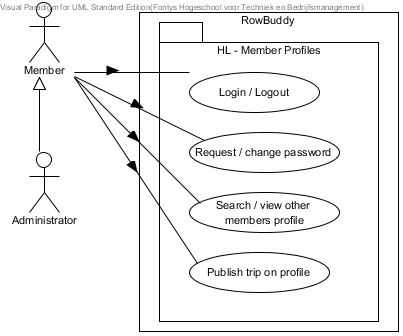 Visual Paradigm for UML Standard Edition(Fontys Hogeschool voor Techniek en Bedrijfsmanagement)
RowBuddy
HL - Member Profiles
Member
Login / Logout
Request / change password
Search / view other
members profile
Administrator
Publish trip on profile